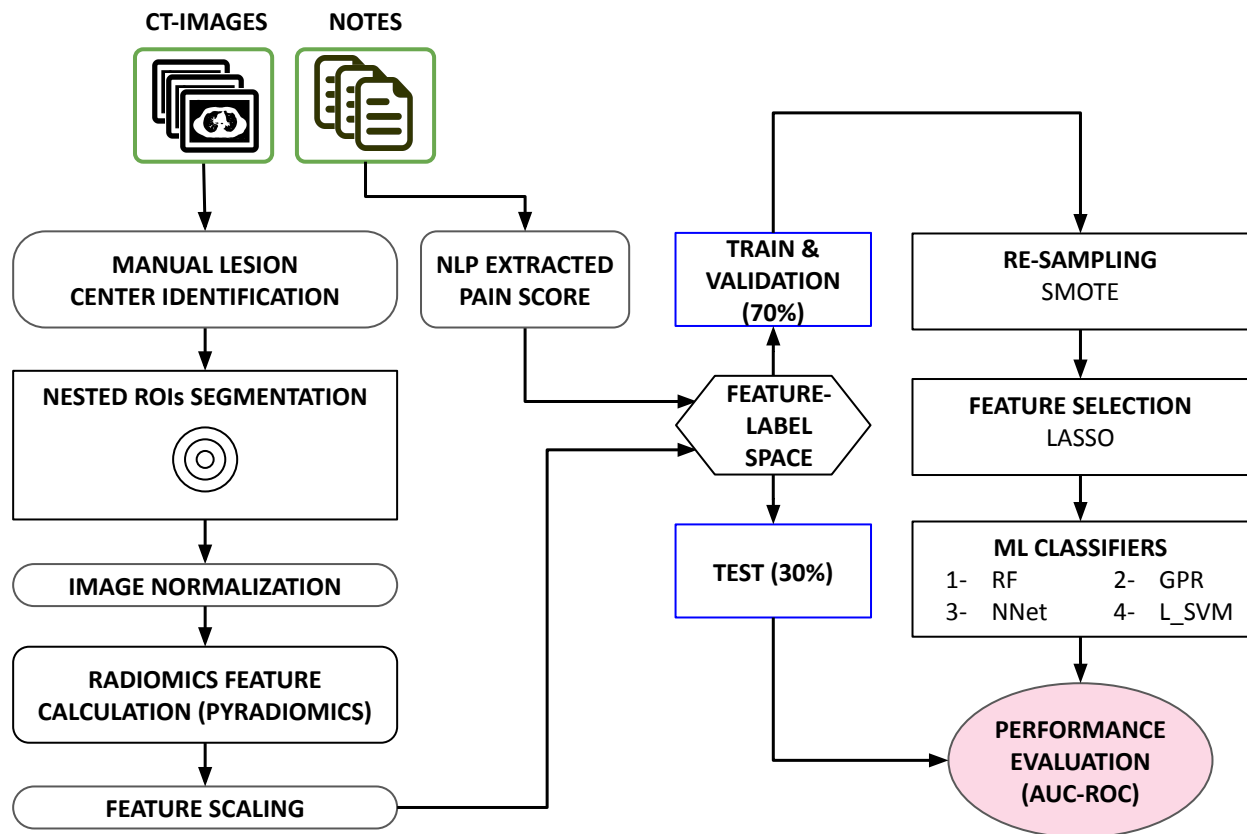 CT-IMAGES
NOTES
MANUAL LESION
CENTER IDENTIFICATION
NESTED ROIs SEGMENTATION
IMAGE NORMALIZATION
RADIOMICS FEATURE
CALCULATION (PYRADIOMICS)
FEATURE SCALING
NLP EXTRACTED
PAIN SCORE
TRAIN &
VALIDATION
(70%)
FEATURE-
LABEL
SPACE
TEST (30%)
RE-SAMPLING
SMOTE
FEATURE SELECTION
LASSO
ML CLASSIFIERS
1- RF 2- GPR
3- NNet 4- L_SVM
PERFORMANCE
EVALUATION
(AUC-ROC)